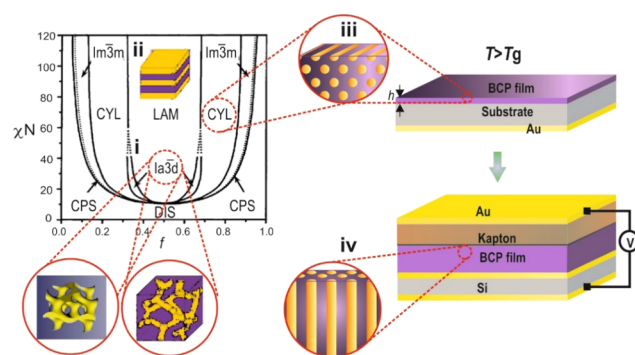 120
100
80
60
40
20
0
χN
0.0
0.2
0.4
0.6
0.8
1.0
f
Im3̅m
ii
Im3̅m
CYL
LAM
CYL
i
Ia3̅d
CPS
DIS
CPS
iii
T>Tg
BCP film
h
Substrate
Au
iv
Au
Kapton
BCP film
Si
V